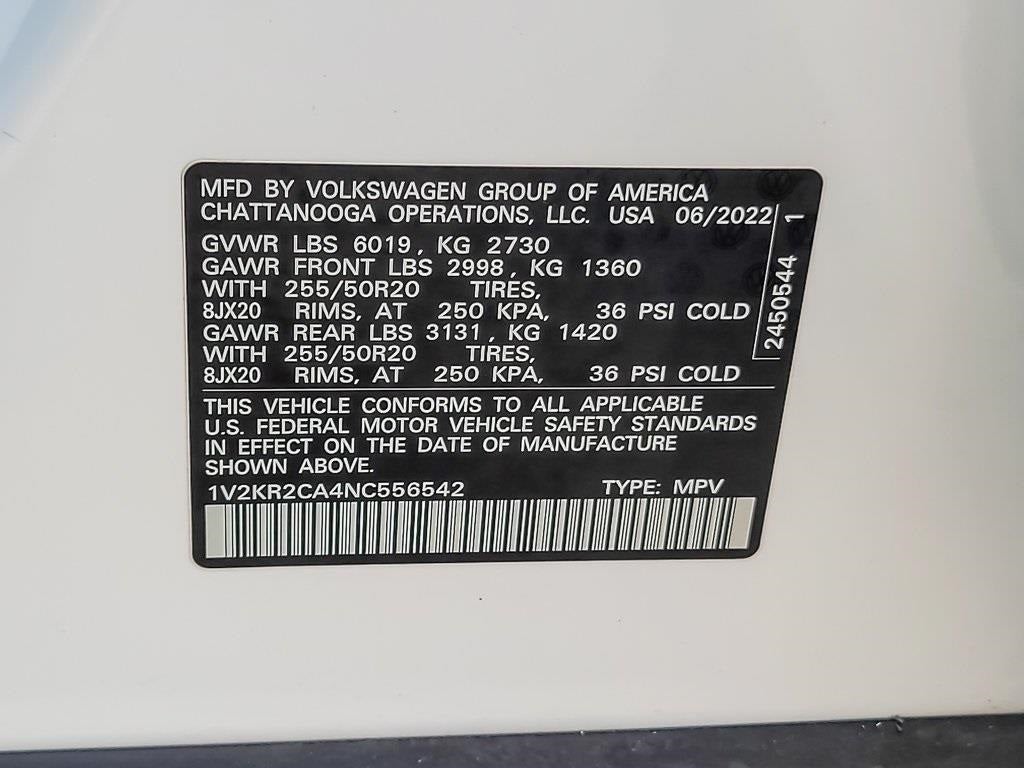 MFD BY VOLKSWAGEN GROUP OF AMERICA
CHATTANOOGA OPERATIONS, LLC. USA 06/2022
GVWR LBS 6019, KG 2730
GAWR FRONT LBS 2998, KG 1360
WITH 255/50R20 TIRES,
8JX20 RIMS, AT 250 KPA, 36 PSI COLD
GAWR REAR LBS 3131, KG 1420
WITH 255/50R20 TIRES,
8JX20 RIMS, AT 250 KPA, 36 PSI COLD
2450544 1
THIS VEHICLE CONFORMS TO ALL APPLICABLE
U.S. FEDERAL MOTOR VEHICLE SAFETY STANDARDS
IN EFFECT ON THE DATE OF MANUFACTURE
SHOWN ABOVE.
1V2KR2CA4NC556542 TYPE: MPV